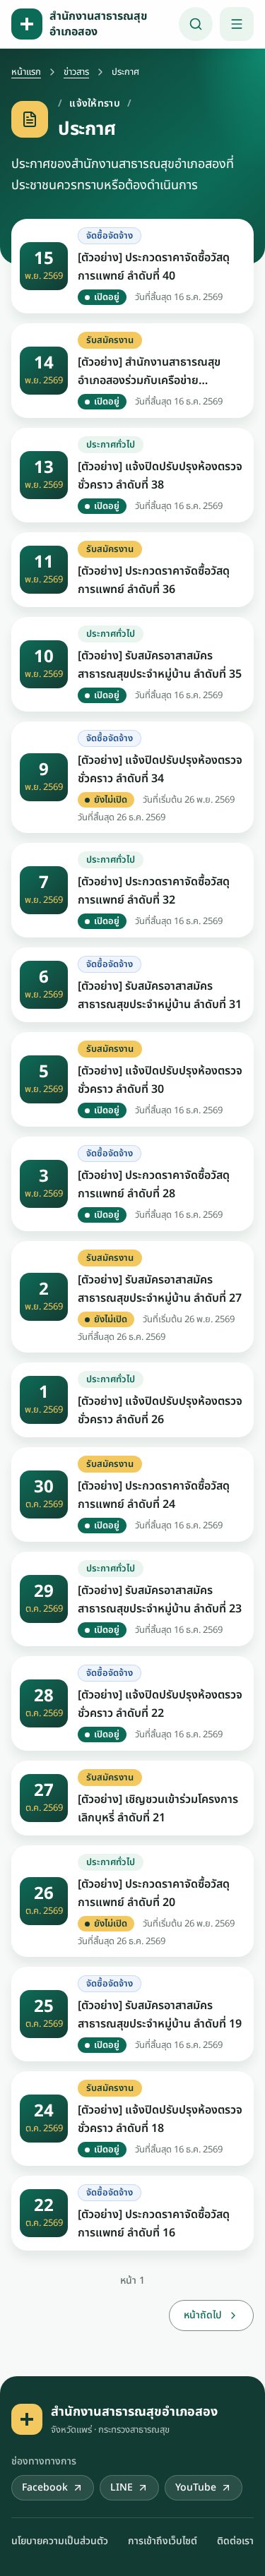 สำนักงานสาธารณสุข
อำเภอสอง
หน้าแรก > ข่าวสาร > ประกาศ
/ แจ้งให้ทราบ /
ประกาศ
ประกาศของสำนักงานสาธารณสุขอำเภอสองที่
ประชาชนควรทราบหรือต้องดำเนินการ
จัดซื้อจัดจ้าง
15
พ.ย. 2569
[ตัวอย่าง] ประกวดราคาจัดซื้อวัสดุ
การแพทย์ ลำดับที่ 40
เปิดอยู่ วันที่สิ้นสุด 16 ธ.ค. 2569
รับสมัครงาน
14
พ.ย. 2569
[ตัวอย่าง] สำนักงานสาธารณสุข
อำเภอสองร่วมกับเครือข่าย...
เปิดอยู่ วันที่สิ้นสุด 16 ธ.ค. 2569
ประกาศทั่วไป
13
พ.ย. 2569
[ตัวอย่าง] แจ้งปิดปรับปรุงห้องตรวจ
ชั่วคราว ลำดับที่ 38
เปิดอยู่ วันที่สิ้นสุด 16 ธ.ค. 2569
รับสมัครงาน
11
พ.ย. 2569
[ตัวอย่าง] ประกวดราคาจัดซื้อวัสดุ
การแพทย์ ลำดับที่ 36
ประกาศทั่วไป
10
พ.ย. 2569
[ตัวอย่าง] รับสมัครอาสาสมัคร
สาธารณสุขประจำหมู่บ้าน ลำดับที่ 35
เปิดอยู่ วันที่สิ้นสุด 16 ธ.ค. 2569
จัดซื้อจัดจ้าง
9
พ.ย. 2569
[ตัวอย่าง] แจ้งปิดปรับปรุงห้องตรวจ
ชั่วคราว ลำดับที่ 34
ยังไม่เปิด วันที่เริ่มต้น 26 พ.ย. 2569
วันที่สิ้นสุด 26 ธ.ค. 2569
ประกาศทั่วไป
7
พ.ย. 2569
[ตัวอย่าง] ประกวดราคาจัดซื้อวัสดุ
การแพทย์ ลำดับที่ 32
เปิดอยู่ วันที่สิ้นสุด 16 ธ.ค. 2569
จัดซื้อจัดจ้าง
6
พ.ย. 2569
[ตัวอย่าง] รับสมัครอาสาสมัคร
สาธารณสุขประจำหมู่บ้าน ลำดับที่ 31
รับสมัครงาน
5
พ.ย. 2569
[ตัวอย่าง] แจ้งปิดปรับปรุงห้องตรวจ
ชั่วคราว ลำดับที่ 30
เปิดอยู่ วันที่สิ้นสุด 16 ธ.ค. 2569
จัดซื้อจัดจ้าง
3
พ.ย. 2569
[ตัวอย่าง] ประกวดราคาจัดซื้อวัสดุ
การแพทย์ ลำดับที่ 28
เปิดอยู่ วันที่สิ้นสุด 16 ธ.ค. 2569
รับสมัครงาน
2
พ.ย. 2569
[ตัวอย่าง] รับสมัครอาสาสมัคร
สาธารณสุขประจำหมู่บ้าน ลำดับที่ 27
ยังไม่เปิด วันที่เริ่มต้น 26 พ.ย. 2569
วันที่สิ้นสุด 26 ธ.ค. 2569
ประกาศทั่วไป
1
พ.ย. 2569
[ตัวอย่าง] แจ้งปิดปรับปรุงห้องตรวจ
ชั่วคราว ลำดับที่ 26
รับสมัครงาน
30
ต.ค. 2569
[ตัวอย่าง] ประกวดราคาจัดซื้อวัสดุ
การแพทย์ ลำดับที่ 24
เปิดอยู่ วันที่สิ้นสุด 16 ธ.ค. 2569
ประกาศทั่วไป
29
ต.ค. 2569
[ตัวอย่าง] รับสมัครอาสาสมัคร
สาธารณสุขประจำหมู่บ้าน ลำดับที่ 23
เปิดอยู่ วันที่สิ้นสุด 16 ธ.ค. 2569
จัดซื้อจัดจ้าง
28
ต.ค. 2569
[ตัวอย่าง] แจ้งปิดปรับปรุงห้องตรวจ
ชั่วคราว ลำดับที่ 22
เปิดอยู่ วันที่สิ้นสุด 16 ธ.ค. 2569
รับสมัครงาน
27
ต.ค. 2569
[ตัวอย่าง] เชิญชวนเข้าร่วมโครงการ
เลิกบุหรี่ ลำดับที่ 21
ประกาศทั่วไป
26
ต.ค. 2569
[ตัวอย่าง] ประกวดราคาจัดซื้อวัสดุ
การแพทย์ ลำดับที่ 20
ยังไม่เปิด วันที่เริ่มต้น 26 พ.ย. 2569
วันที่สิ้นสุด 26 ธ.ค. 2569
จัดซื้อจัดจ้าง
25
ต.ค. 2569
[ตัวอย่าง] รับสมัครอาสาสมัคร
สาธารณสุขประจำหมู่บ้าน ลำดับที่ 19
เปิดอยู่ วันที่สิ้นสุด 16 ธ.ค. 2569
รับสมัครงาน
24
ต.ค. 2569
[ตัวอย่าง] แจ้งปิดปรับปรุงห้องตรวจ
ชั่วคราว ลำดับที่ 18
เปิดอยู่ วันที่สิ้นสุด 16 ธ.ค. 2569
จัดซื้อจัดจ้าง
22
ต.ค. 2569
[ตัวอย่าง] ประกวดราคาจัดซื้อวัสดุ
การแพทย์ ลำดับที่ 16
หน้า 1
หน้าถัดไป
สำนักงานสาธารณสุขอำเภอสอง
จังหวัดแพร่ · กระทรวงสาธารณสุข
ช่องทางทางการ
Facebook LINE YouTube
นโยบายความเป็นส่วนตัว การเข้าถึงเว็บไซต์ ติดต่อเรา